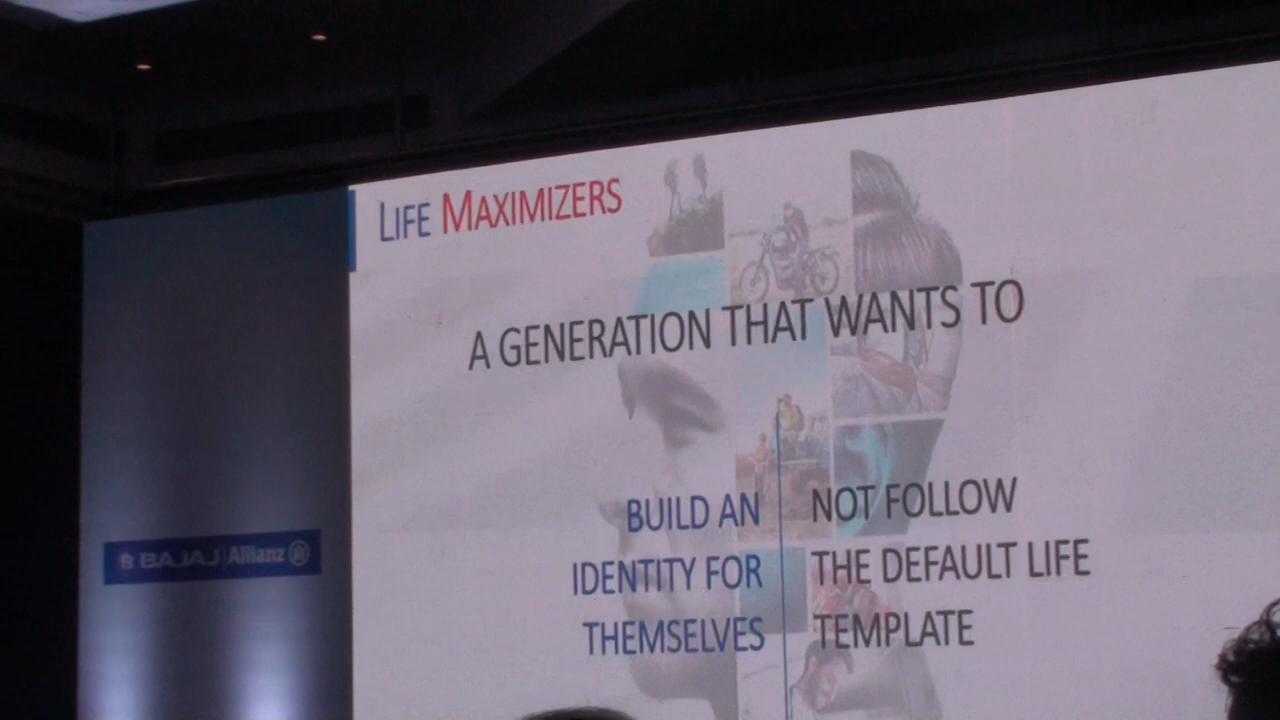 LIFE MAXIMIZERS
A GENERATION THAT WANTS TO
BUILD AN
IDENTITY FOR
THEMSELVES
NOT FOLLOW
THE DEFAULT LIFE
TEMPLATE
BAJAJ Allianz